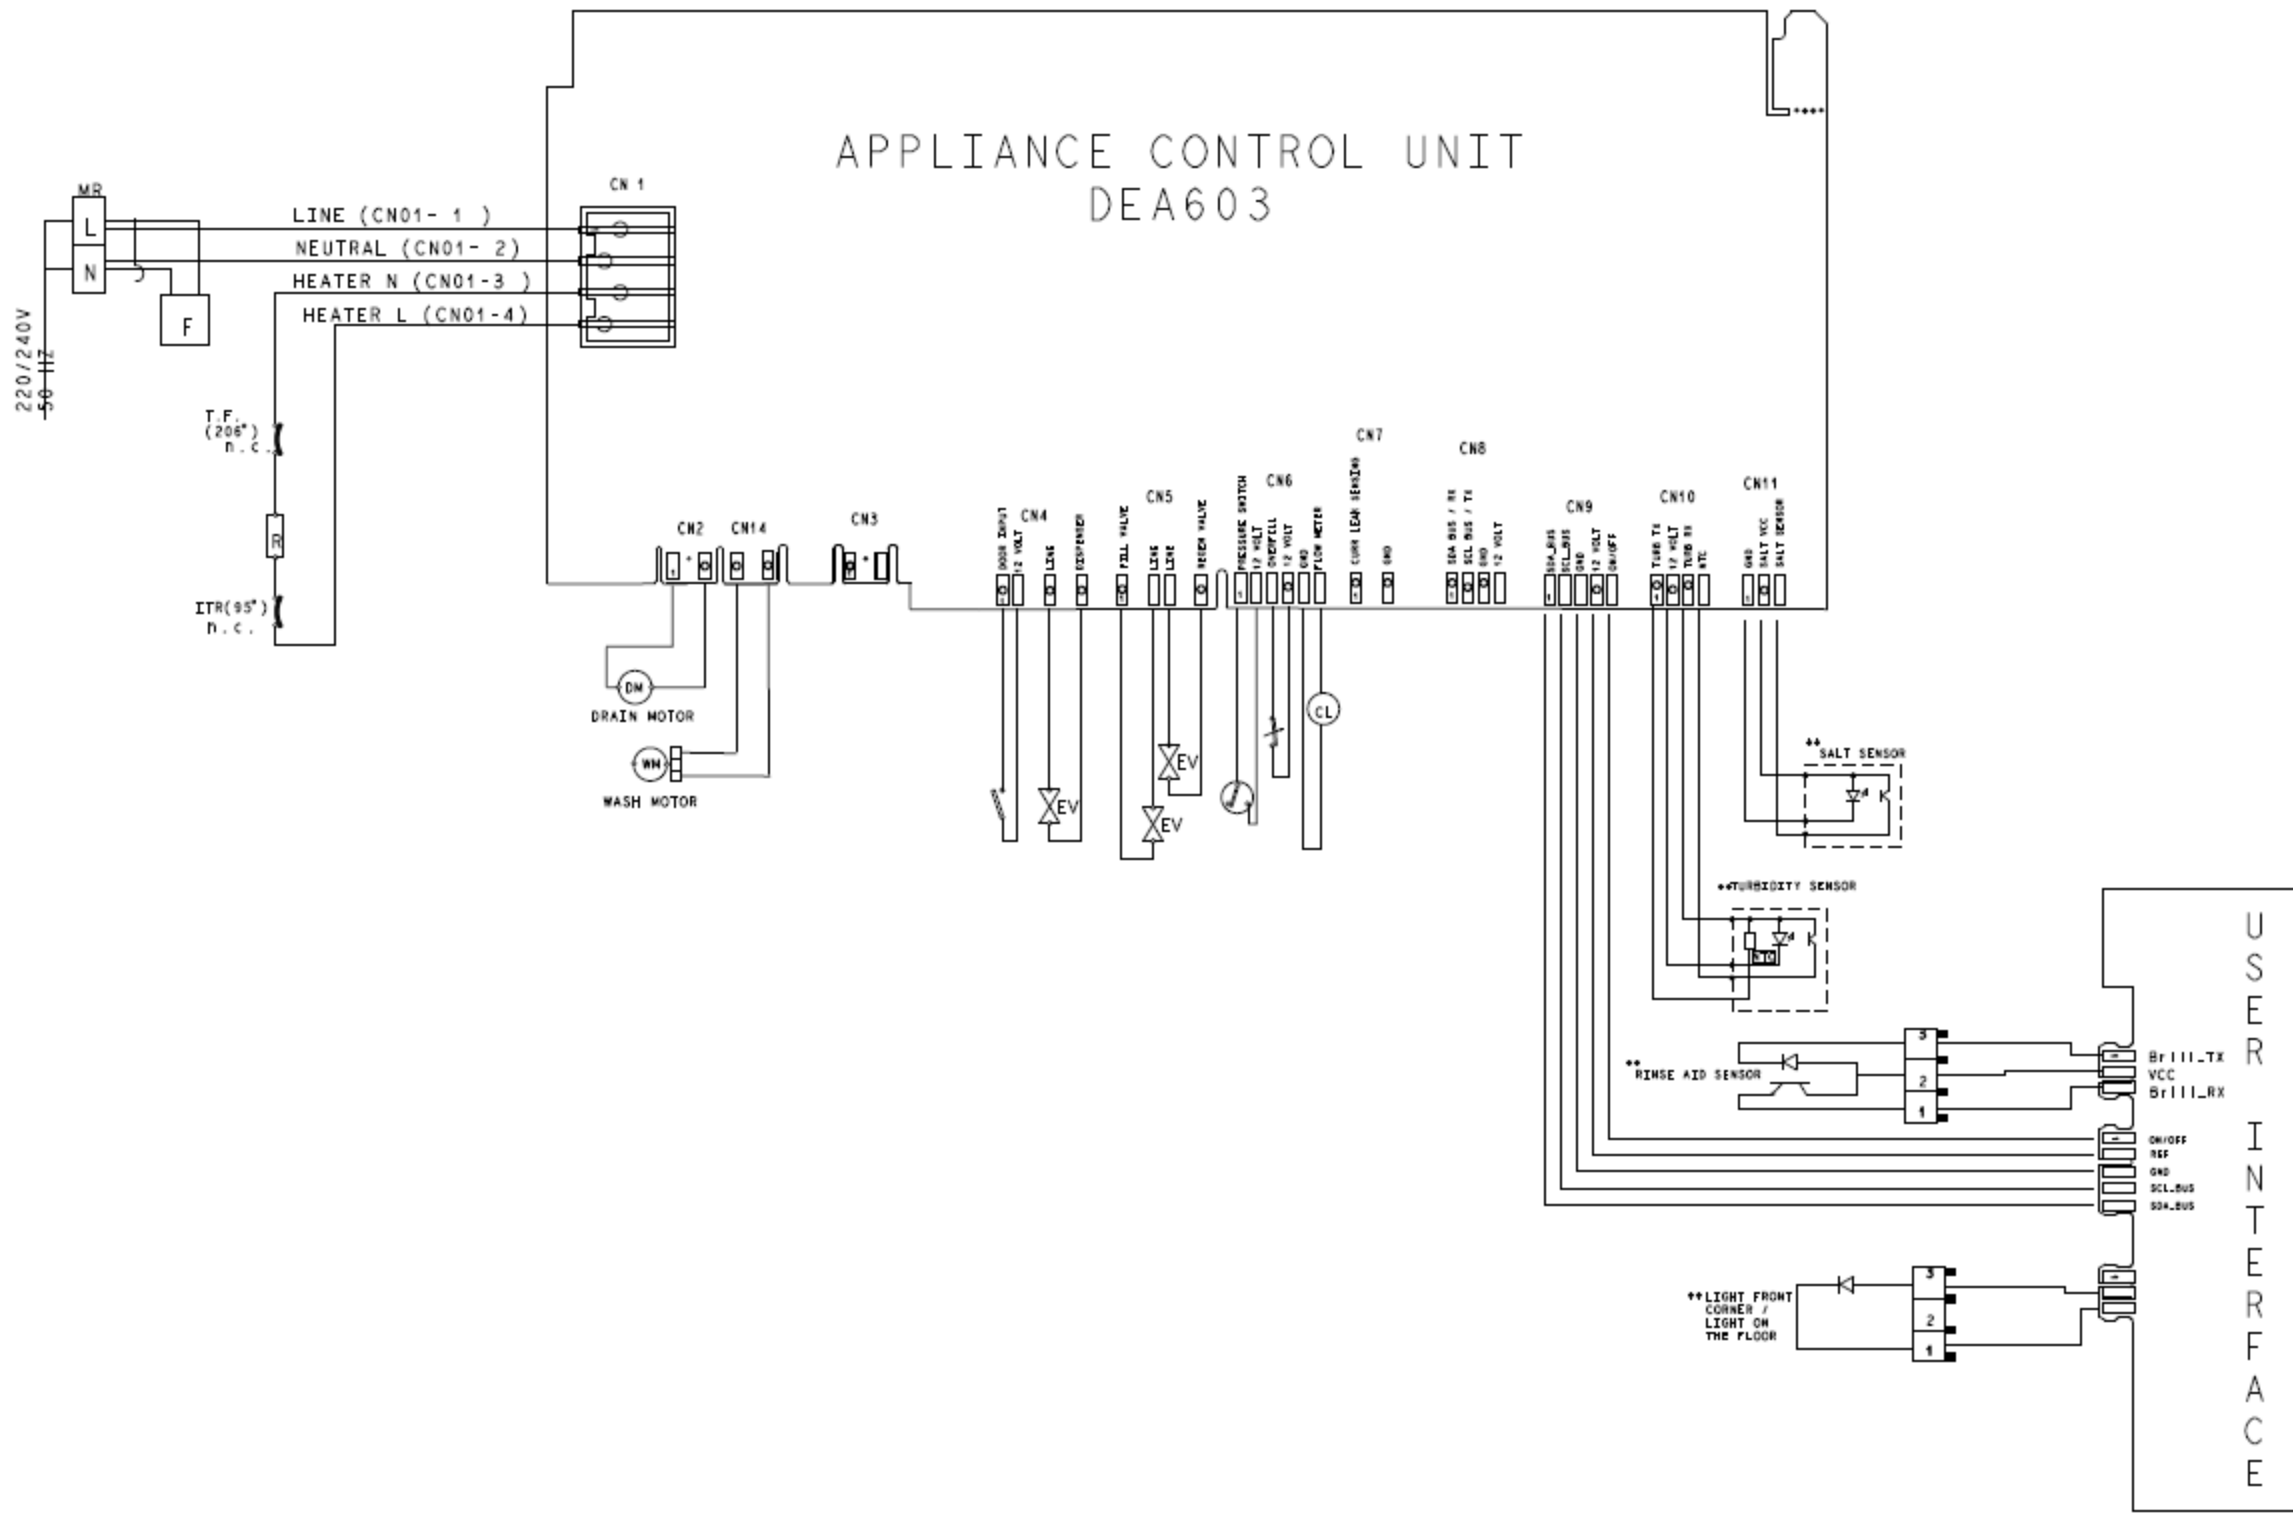 APPLIANCE CONTROL UNIT
DEA603
MR
L
N
F
220/240V
50 HZ
CN 1
LINE (CN01- 1 )
NEUTRAL (CN01- 2)
HEATER N (CN01-3 )
HEATER L (CN01-4)
T.F.
(206°)
n.c.
R
ITR(95°)
n.c.
CN2
CN14
CN3
CN4
DOOR INPUT
12 VOLT
LINE
DISPENSER
CN5
FILL VALVE
LINE
LINE
REGEN VALVE
CN6
PRESSURE SWITCH
12 VOLT
OVERFILL
12 VOLT
GND
FLOW METER
CN7
CURR LEAK SENSING
GND
CN8
SDA BUS / RX
SCL BUS / TX
GND
12 VOLT
CN9
SDA_BUS
SCL_BUS
GND
12 VOLT
ON/OFF
CN10
TURB TX
12 VOLT
TURB RX
NTC
CN11
GND
SALT VCC
SALT SENSOR
DM
DRAIN MOTOR
WM
WASH MOTOR
EV
EV
EV
CL
++
SALT SENSOR
++TURBIDITY SENSOR
NTC
++
RINSE AID SENSOR
3
2
1
Brill_TX
VCC
Brill_RX
ON/OFF
REF
GND
SCL_BUS
SDA_BUS
++LIGHT FRONT
CORNER /
LIGHT ON
THE FLOOR
3
2
1
USER INTERFACE